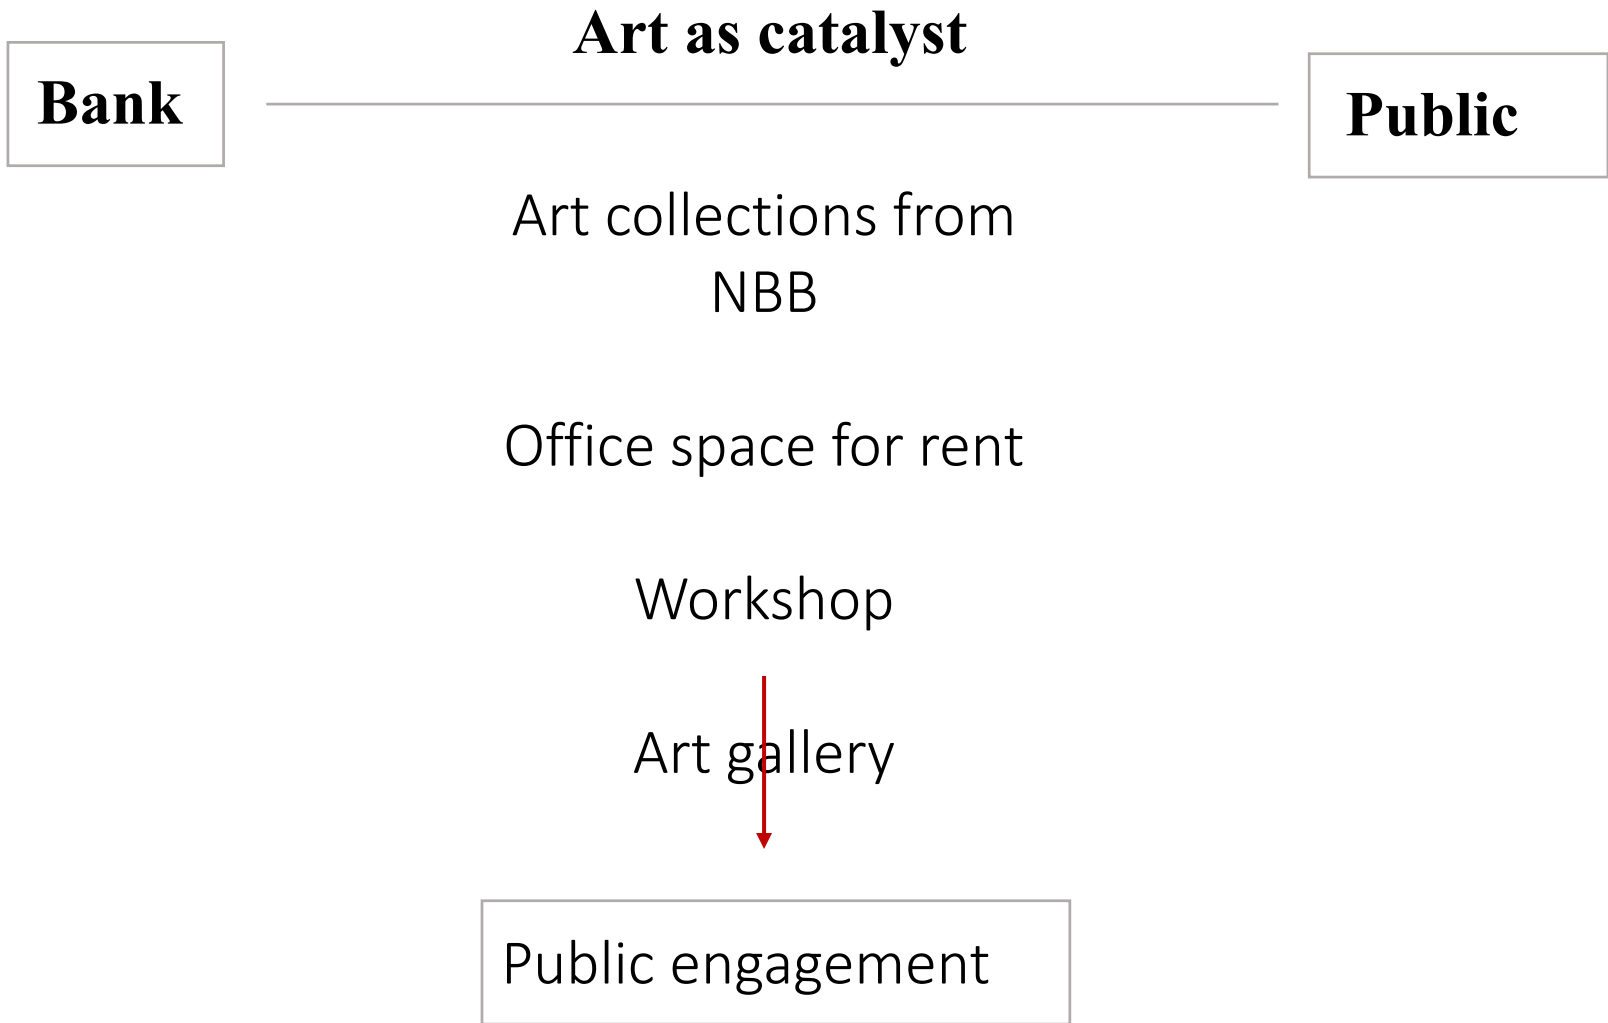 Art as catalyst
Bank
Public
Art collections from
NBB
Office space for rent
Workshop
Art gallery
Public engagement